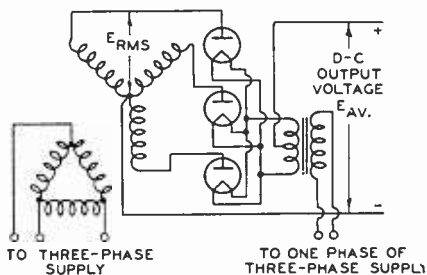 E RMS
D-C
OUTPUT
VOLTAGE
E AV.
+
−
TO THREE-PHASE
SUPPLY
TO ONE PHASE OF
THREE-PHASE SUPPLY